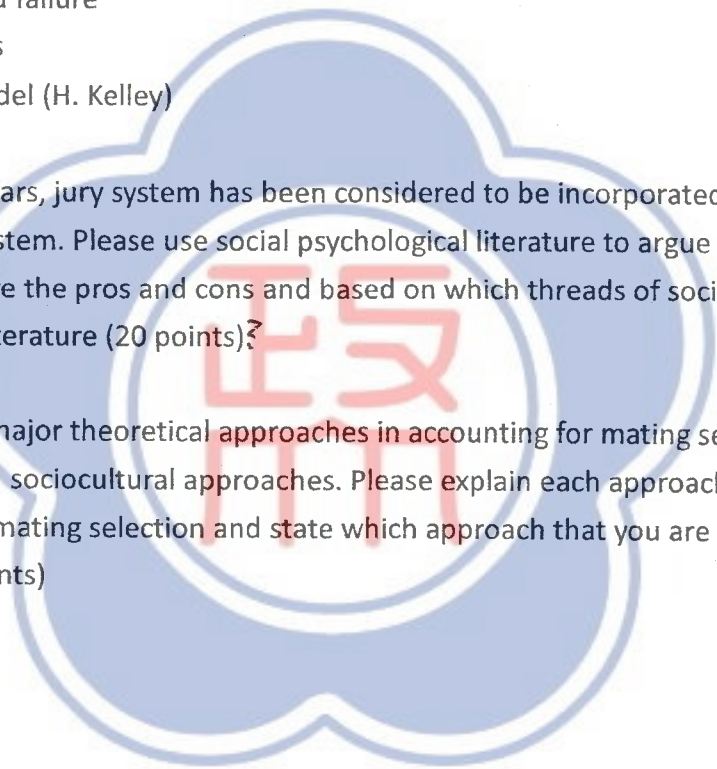 failure
s
del (H. Kelley)
ars, jury system has been considered to be incorporated
stem. Please use social psychological literature to argue
e the pros and cons and based on which threads of soci
terature (20 points)?
major theoretical approaches in accounting for mating se
sociocultural approaches. Please explain each approach
mating selection and state which approach that you are
nts)
政
大